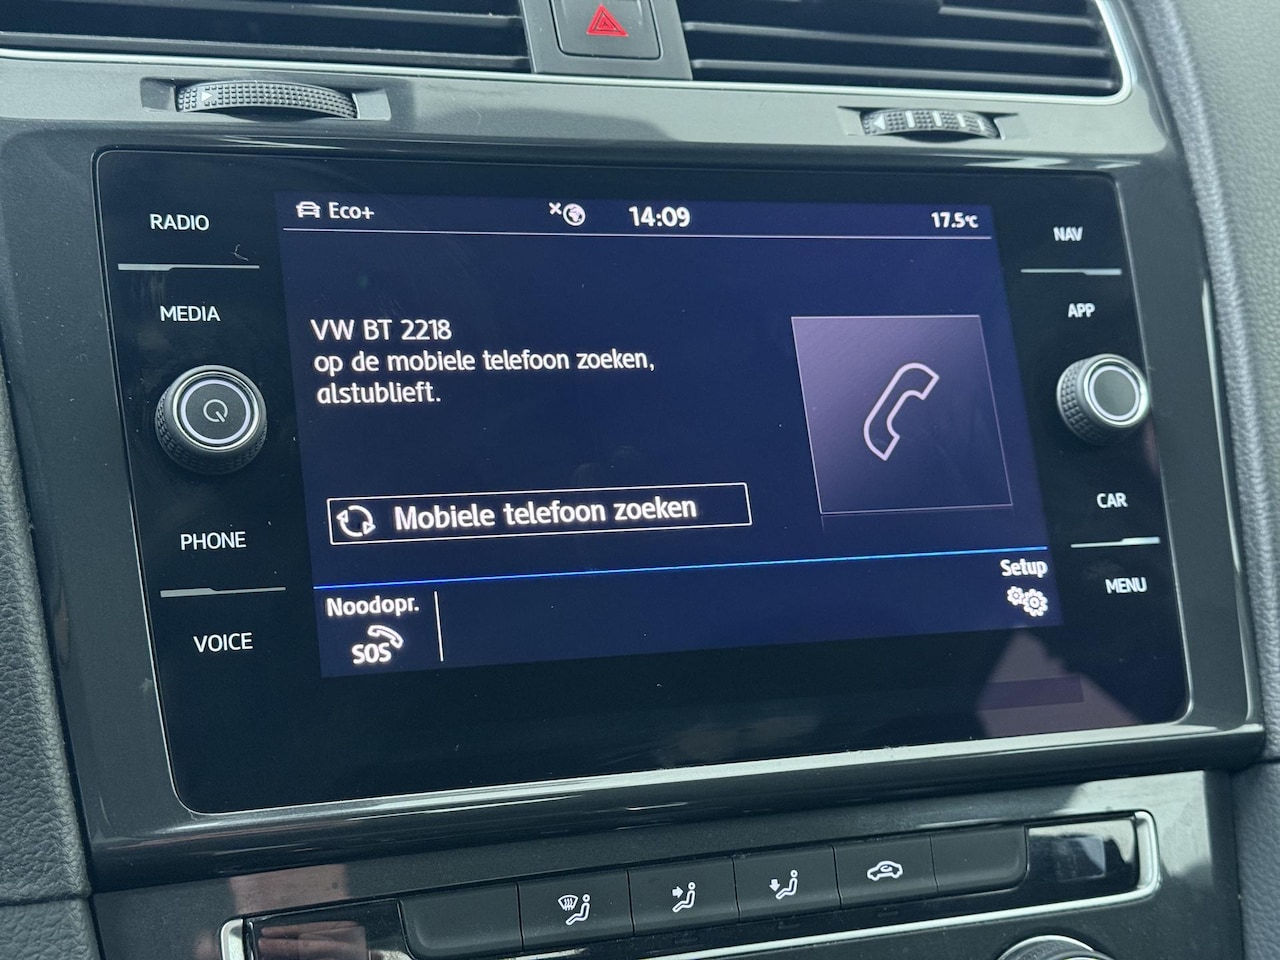 RADIO
MEDIA
PHONE
VOICE
Eco+
14:09
17.5°C
VW BT 2218
op de mobiele telefoon zoeken,
alstublieft.
Mobiele telefoon zoeken
Noodopr.
SOS
Setup
NAV
APP
CAR
MENU